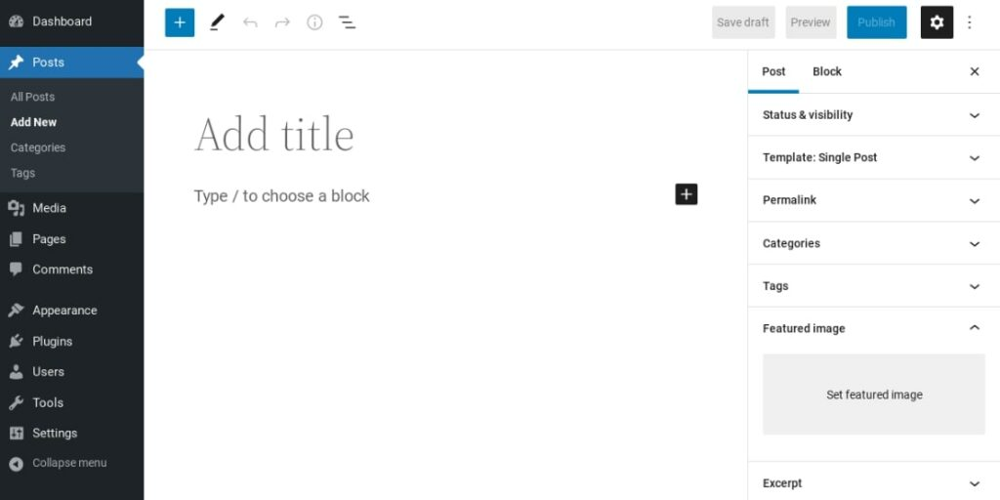 Dashboard
Posts
All Posts
Add New
Categories
Tags
Media
Pages
Comments
Appearance
Plugins
Users
Tools
Settings
Collapse menu
Save draft
Preview
Publish
Add title
Type / to choose a block
Post
Block
Status & visibility
Template: Single Post
Permalink
Categories
Tags
Featured image
Set featured image
Excerpt